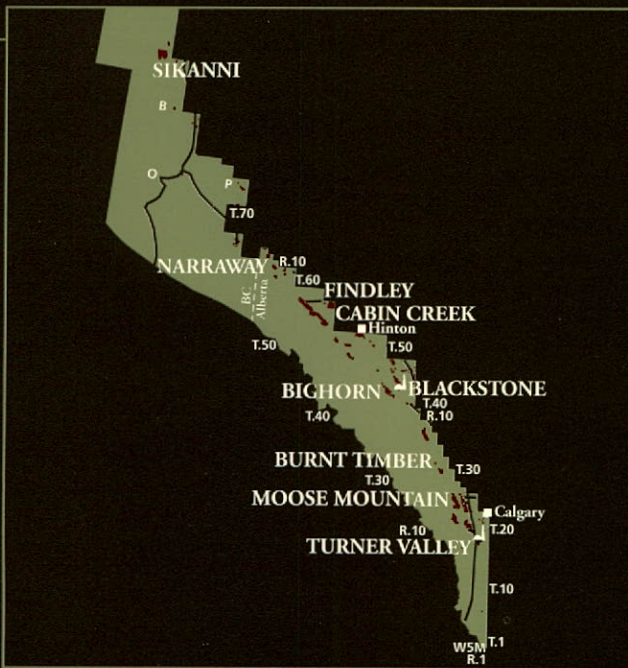 SIKANNI
B
O
P
T.70
NARRAWAY
R.10
T.60
BC
Alberta
FINDLEY
CABIN CREEK
Hinton
T.50
T.50
BIGHORN
BLACKSTONE
T.40
T.40
R.10
BURNT TIMBER
T.30
T.30
MOOSE MOUNTAIN
Calgary
R.10
T.20
TURNER VALLEY
T.10
W5M
T.1
R.1